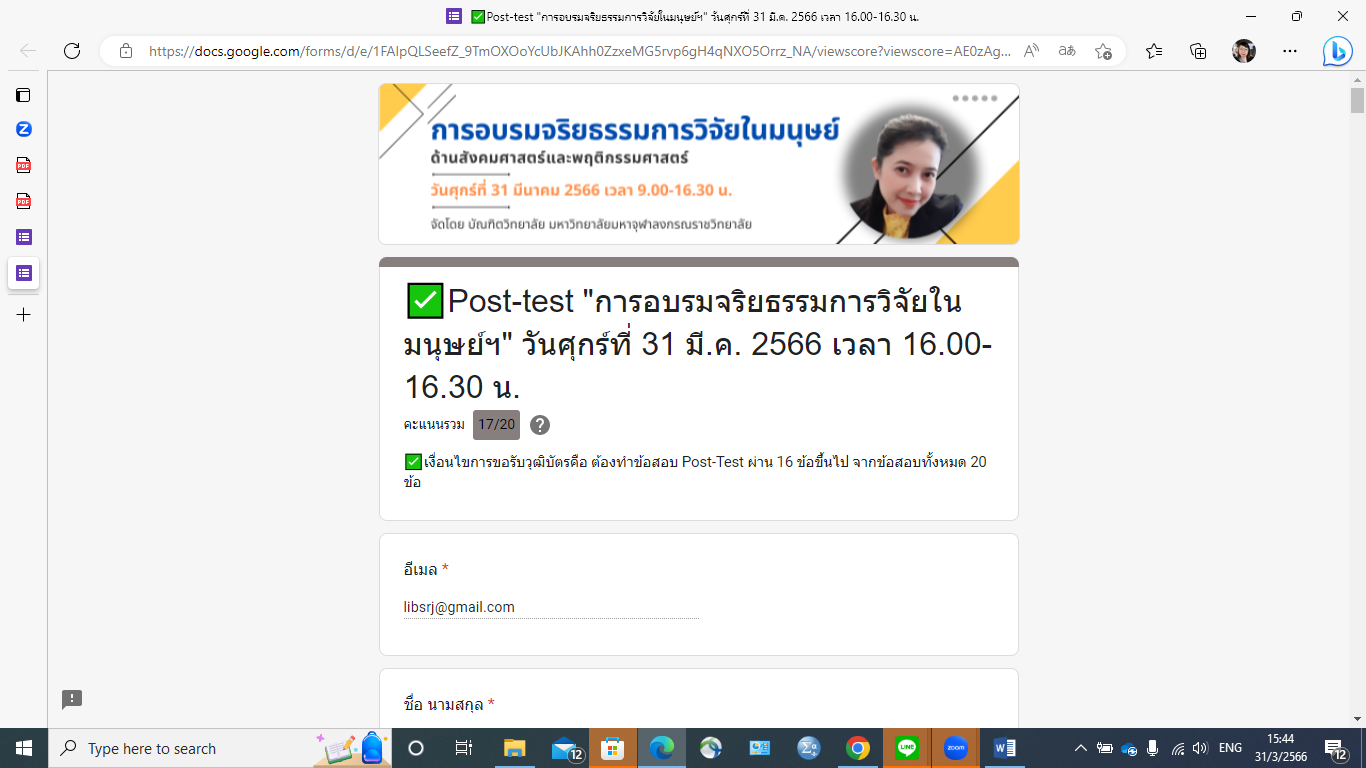 ✅Post-test "การอบรมจริยธรรมการวิจัยในมนุษย์ฯ" วันศุกร์ที่ 31 มี.ค. 2566 เวลา 16.00-16.30 น.
https://docs.google.com/forms/d/e/1FAIpQLSeefZ_9TmOXOoYcUbJKAhh0ZzxeMG5rvp6gH4qNXO5Orrz_NA/viewscore?viewscore=AE0zAg...
การอบรมจริยธรรมการวิจัยในมนุษย์
ด้านสังคมศาสตร์และพฤติกรรมศาสตร์
วันศุกร์ที่ 31 มีนาคม 2566 เวลา 9.00-16.30 น.
จัดโดย บัณฑิตวิทยาลัย มหาวิทยาลัยมหาจุฬาลงกรณราชวิทยาลัย
✅Post-test "การอบรมจริยธรรมการวิจัยใน
มนุษย์ฯ" วันศุกร์ที่ 31 มี.ค. 2566 เวลา 16.00-
16.30 น.
คะแนนรวม 17/20 ?
✅เงื่อนไขการขอรับวุฒิบัตรคือ ต้องทำข้อสอบ Post-Test ผ่าน 16 ข้อขึ้นไป จากข้อสอบทั้งหมด 20
ข้อ
อีเมล *
libsrj@gmail.com
ชื่อ นามสกุล *
Type here to search
12
LINE
zoom
ENG
15:44
31/3/2566
12